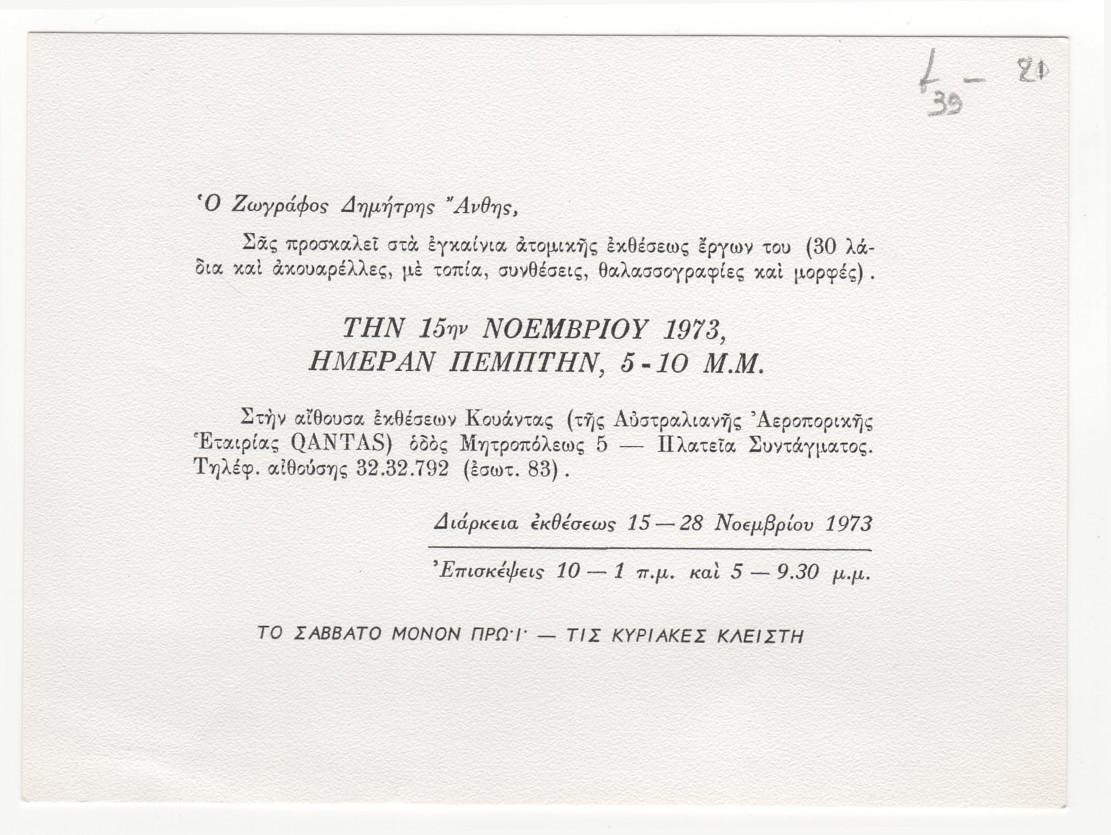 f — 21
39
Ὁ Ζωγράφος Δημήτρης Ἄνθης,
Σᾶς προσκαλεῖ στὰ ἐγκαίνια ἀτομικῆς ἐκθέσεως ἔργων του (30 λά-
δια καὶ ἀκουαρέλλες, μὲ τοπία, συνθέσεις, θαλασσογραφίες καὶ μορφές).
ΤΗΝ 15ην ΝΟΕΜΒΡΙΟΥ 1973,
ΗΜΕΡΑΝ ΠΕΜΠΤΗΝ, 5-10 Μ.Μ.
Στὴν αἴθουσα ἐκθέσεων Κουάντας (τῆς Αὐστραλιανῆς Ἀεροπορικῆς
Ἑταιρίας QANTAS) ὁδὸς Μητροπόλεως 5 — Πλατεῖα Συντάγματος.
Τηλέφ. αἰθούσης 32.32.792 (ἐσωτ. 83).
Διάρκεια ἐκθέσεως 15 — 28 Νοεμβρίου 1973
Ἐπισκέψεις 10 — 1 π.μ. καὶ 5 — 9.30 μ.μ.
ΤΟ ΣΑΒΒΑΤΟ ΜΟΝΟΝ ΠΡΩ·Ι· — ΤΙΣ ΚΥΡΙΑΚΕΣ ΚΛΕΙΣΤΗ